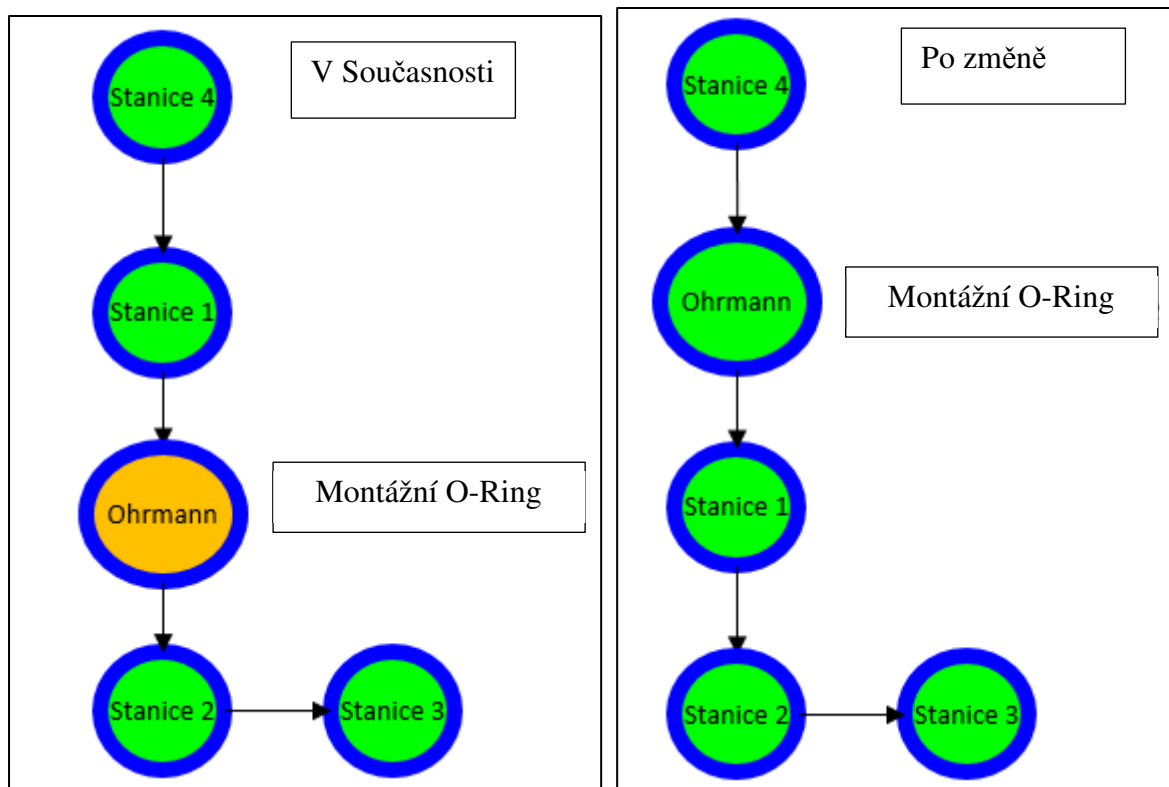 V Současnosti
Stanice 4
Stanice 1
Ohrmann
Montážní O-Ring
Stanice 2
Stanice 3
Po změně
Stanice 4
Ohrmann
Montážní O-Ring
Stanice 1
Stanice 2
Stanice 3